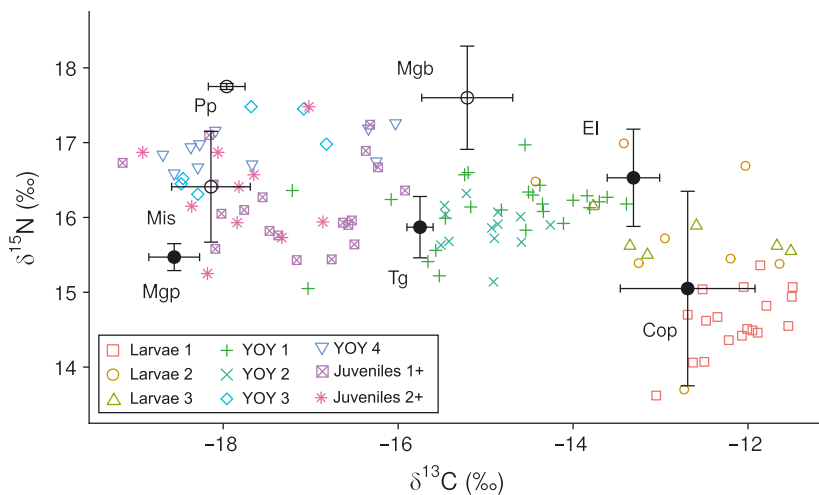 δ15N (‰)
18
17
16
15
14
Pp
Mgb
El
Mis
Mgp
Tg
Cop
Larvae 1
YOY 1
YOY 4
Larvae 2
YOY 2
Juveniles 1+
Larvae 3
YOY 3
Juveniles 2+
−18
−16
−14
−12
δ13C (‰)